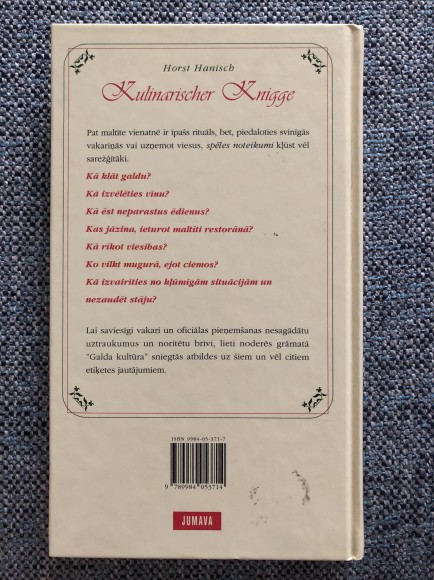 Horst Hanisch
Kulinarischer Knigge
Pat maltīte vienatnē ir īpašs rituāls, bet, piedaloties svinīgās
vakariņās vai uzņemot viesus, spēles noteikumi kļūst vēl
sarežģītāki.
Kā klāt galdu?
Kā izvēlēties vīnu?
Kā ēst neparastus ēdienus?
Kas jāzina, ieturot maltīti restorānā?
Kā rīkot viesības?
Ko vilkt mugurā, ejot ciemos?
Kā izvairīties no kļūmīgām situācijām un
nezaudēt stāju?
Lai saviesīgi vakari un oficiālas pieņemšanas nesagādātu
uztraukumus un noritētu brīvi, lieti noderēs grāmatā
"Galda kultūra" sniegtās atbildes uz šiem un vēl citiem
etiķetes jautājumiem.
ISBN 9984-05-371-7
9 789984 053714
JUMAVA